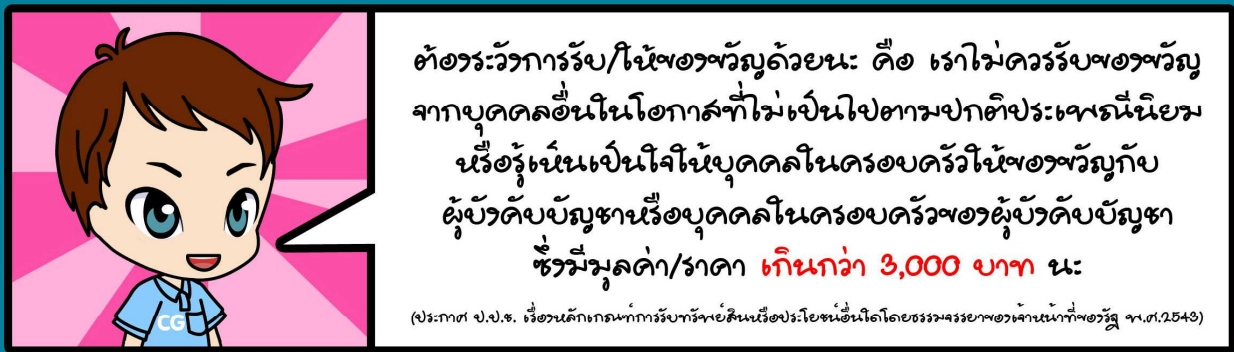 ต้องระวังการรับ/ให้ของขวัญด้วยนะ คือ เราไม่ควรรับของขวัญ
จากบุคคลอื่นในโอกาสที่ไม่เป็นไปตามปกติประเพณีนิยม
หรือรู้เห็นเป็นใจให้บุคคลในครอบครัวให้ของขวัญกับ
ผู้บังคับบัญชาหรือบุคคลในครอบครัวของผู้บังคับบัญชา
ซึ่งมีมูลค่า/ราคา เกินกว่า 3,000 บาท นะ
(ประกาศ ป.ป.ช. เรื่องหลักเกณฑ์การรับทรัพย์สินหรือประโยชน์อื่นใดโดยธรรมจรรยาของเจ้าหน้าที่ของรัฐ พ.ศ.2543)
CG